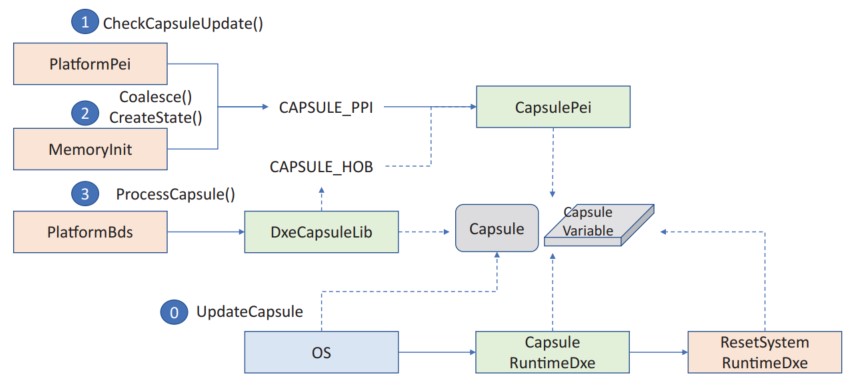 1
CheckCapsuleUpdate()
PlatformPei
Coalesce()
2
CreateState()
CAPSULE_PPI
CapsulePei
MemoryInit
CAPSULE_HOB
3
ProcessCapsule()
PlatformBds
DxeCapsuleLib
Capsule
Capsule
Variable
0
UpdateCapsule
OS
Capsule
RuntimeDxe
ResetSystem
RuntimeDxe